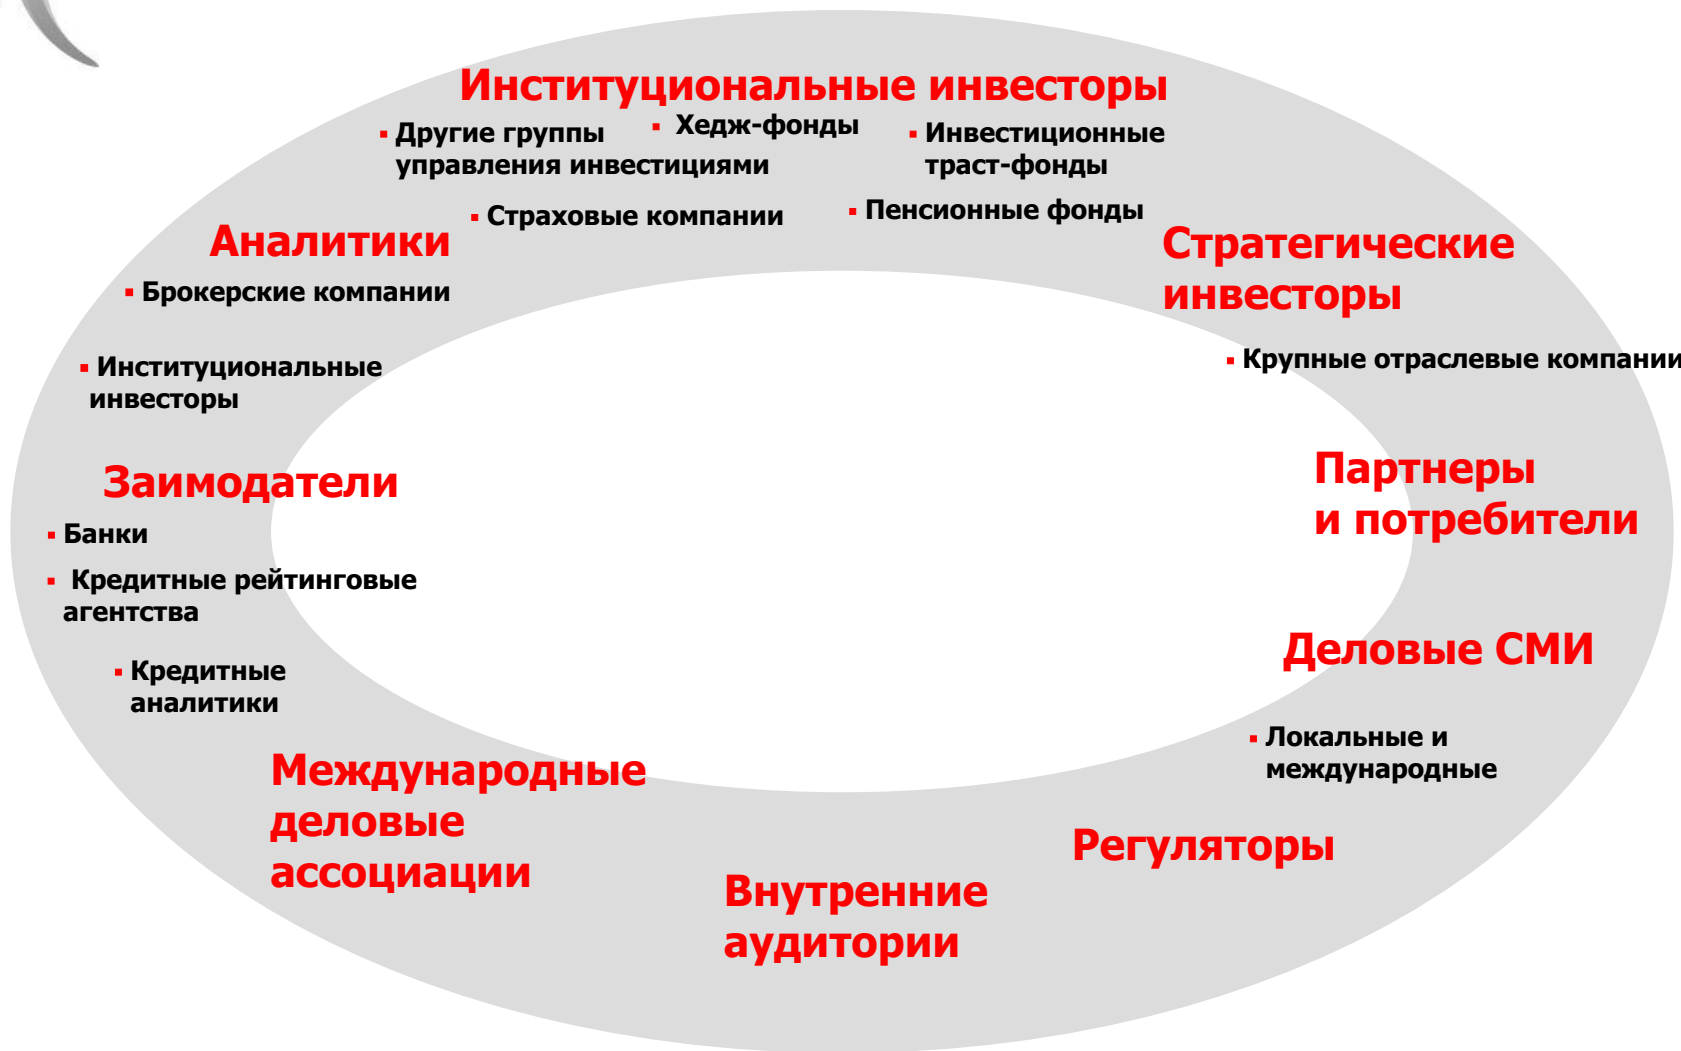 Институциональные инвесторы
▪ Другие группы
управления инвестициями
▪ Хедж-фонды
▪ Инвестиционные
траст-фонды
▪ Страховые компании
▪ Пенсионные фонды
Аналитики
▪ Брокерские компании
▪ Институциональные
инвесторы
Стратегические
инвесторы
▪ Крупные отраслевые компании
Заимодатели
▪ Банки
▪ Кредитные рейтинговые
агентства
▪ Кредитные
аналитики
Партнеры
и потребители
Деловые СМИ
▪ Локальные и
международные
Международные
деловые
ассоциации
Внутренние
аудитории
Регуляторы